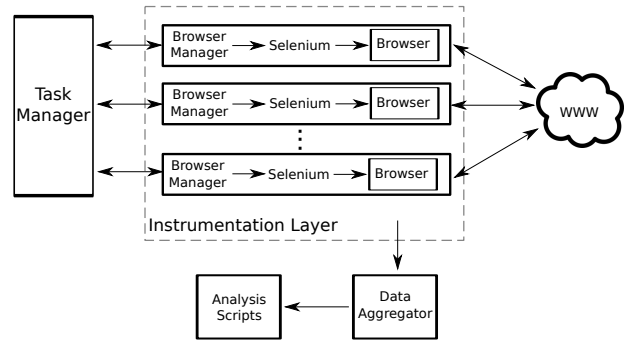 Task
Manager
Browser
Manager
Selenium
Browser
Browser
Manager
Selenium
Browser
Browser
Manager
Selenium
Browser
WWW
Instrumentation Layer
Analysis
Scripts
Data
Aggregator